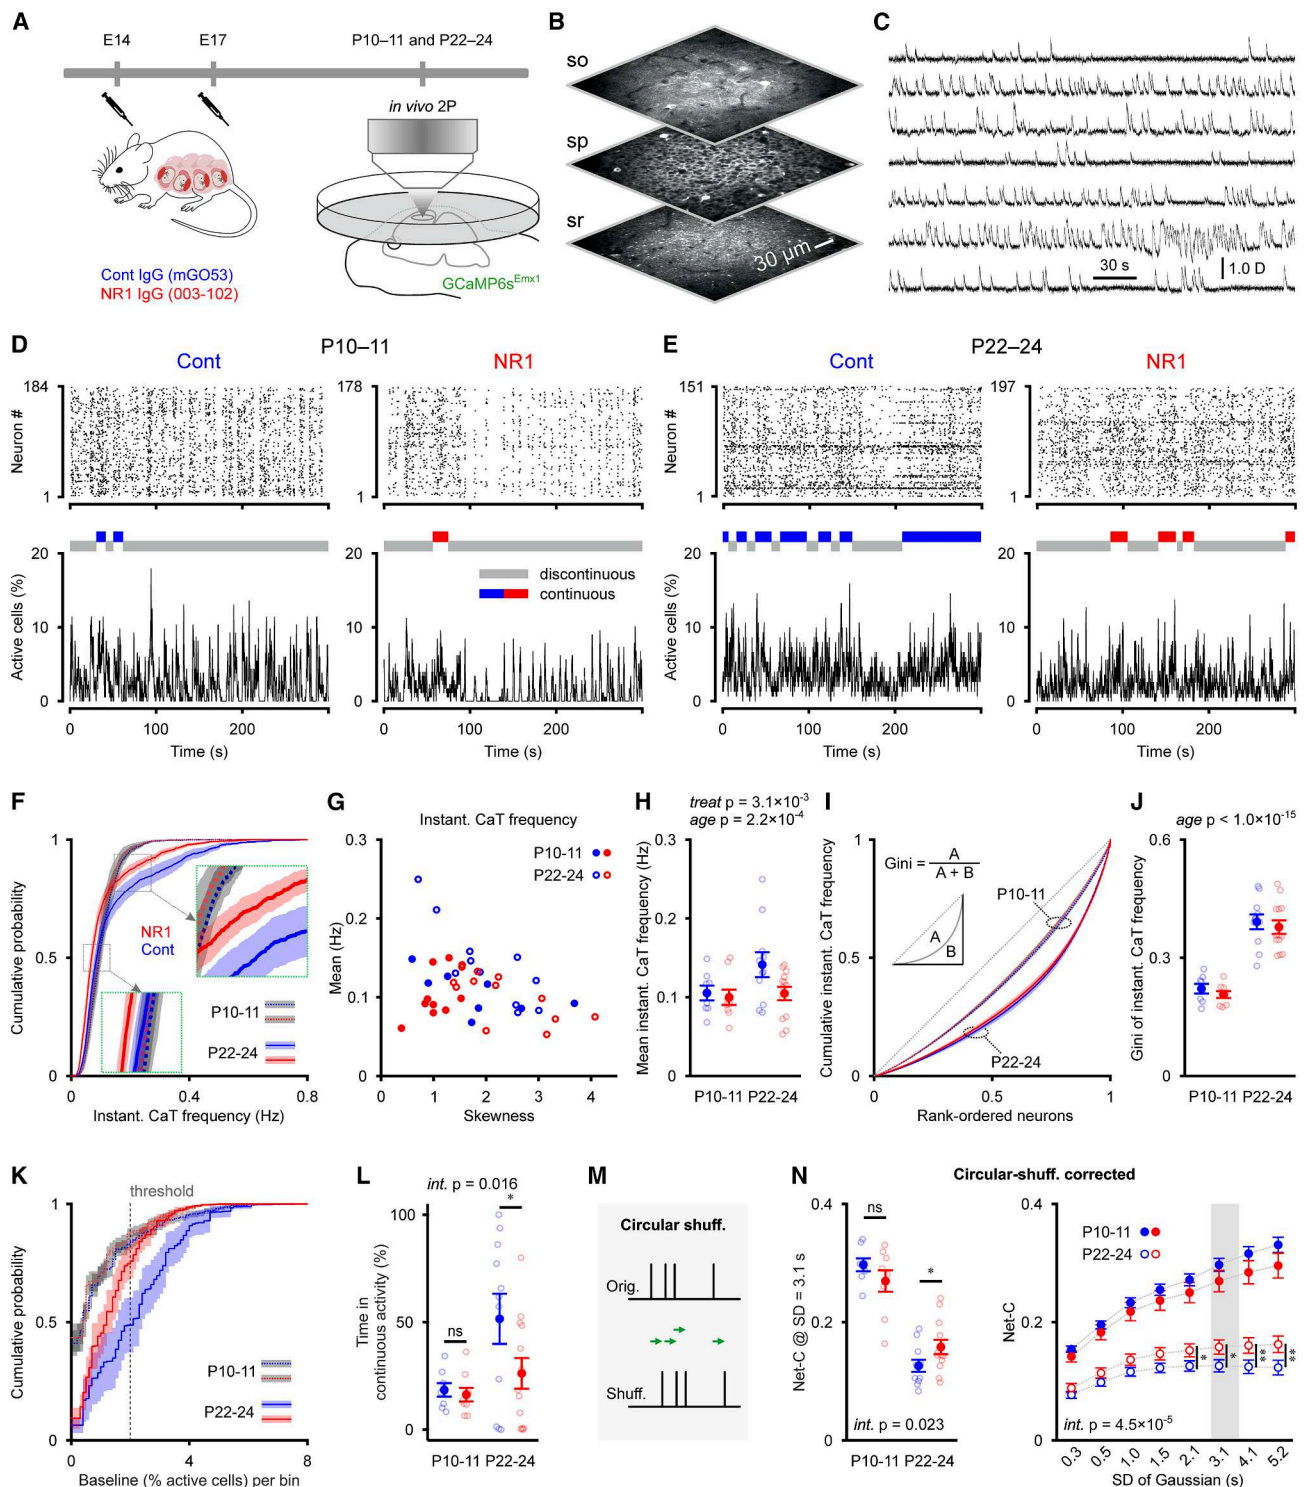 A
E14
E17
P10–11 and P22–24
in vivo 2P
Cont IgG (mGO53)
NR1 IgG (003-102)
GCaMP6sEmx1
B
so
sp
sr
30 µm
C
30 s
1.0 D
D
P10–11
Cont
NR1
184
178
Neuron #
1
1
20
20
discontinuous
continuous
Active cells (%)
10
10
0
0
0
100
200
0
100
200
Time (s)
Time (s)
E
P22–24
Cont
NR1
151
197
Neuron #
1
1
20
20
Active cells (%)
10
10
0
0
0
100
200
0
100
200
Time (s)
Time (s)
F
1
0.5
0
Cumulative probability
NR1
Cont
P10-11
P22-24
0
0.4
0.8
Instant. CaT frequency (Hz)
G
Instant. CaT frequency
0.3
0.2
0.1
0
Mean (Hz)
P10-11
P22-24
0
1
2
3
4
Skewness
H
treat p = 3.1×10-3
age p = 2.2×10-4
0.3
0.2
0.1
0
Mean instant. CaT frequency (Hz)
P10-11 P22-24
I
1
0.5
0
Cumulative instant. CaT frequency
Gini =
A
A + B
A
B
P10-11
P22-24
0
0.5
1
Rank-ordered neurons
J
age p < 1.0×10-15
0.6
0.3
0
Gini of instant. CaT frequency
P10-11 P22-24
K
threshold
1
0.5
0
Cumulative probability
P10-11
P22-24
0
4
8
Baseline (% active cells) per bin
L
int. p = 0.016
100
50
0
Time in
continuous activity (%)
ns
*
P10-11 P22-24
M
Circular shuff.
Orig.
Shuff.
N
Circular-shuff. corrected
0.4
0.2
0
Net-C @ SD = 3.1 s
ns
*
int. p = 0.023
P10-11 P22-24
0.4
0.2
0
Net-C
P10-11
P22-24
*
*
**
**
int. p = 4.5×10-5
0.3
0.5
1.0
1.5
2.1
3.1
4.1
5.2
SD of Gaussian (s)